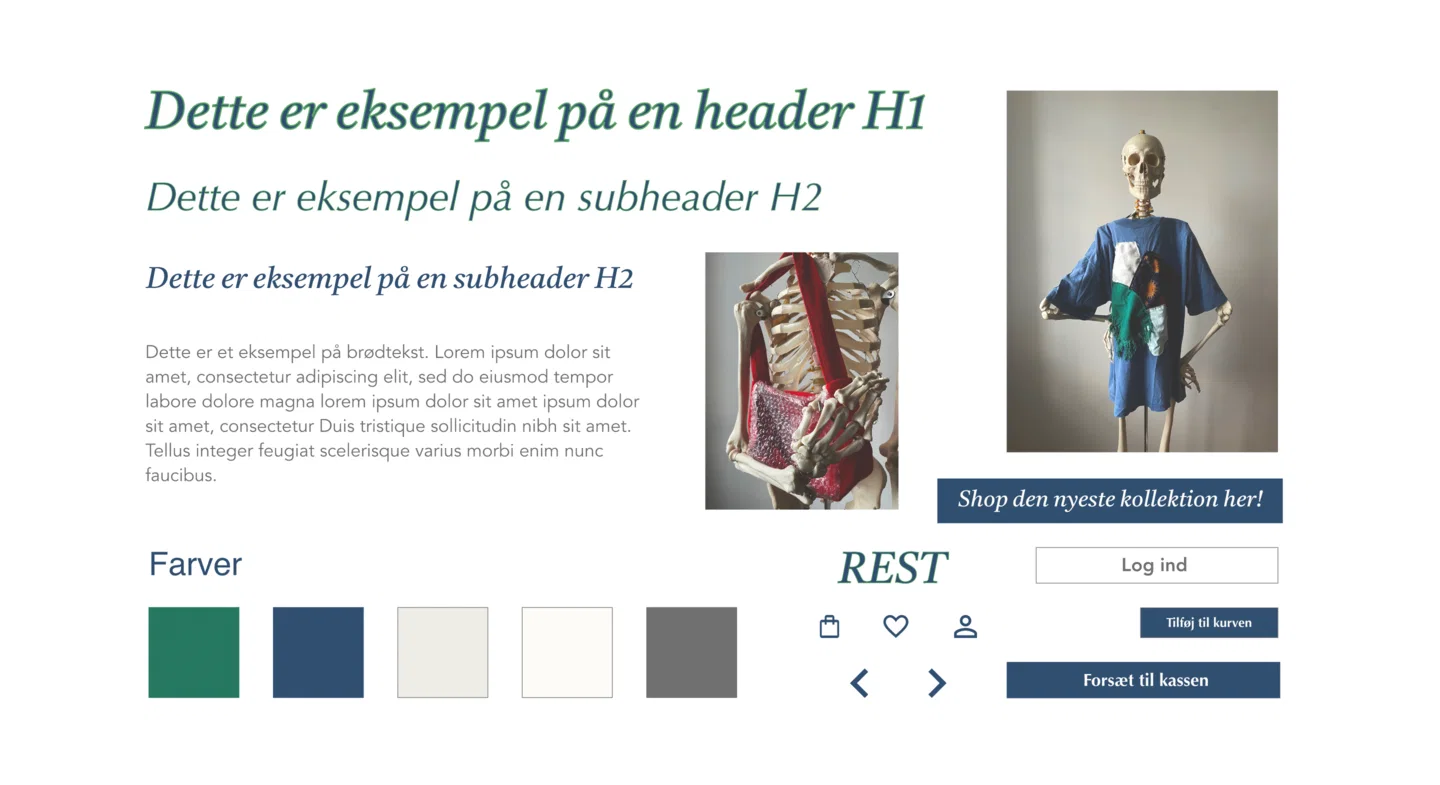 Dette er eksempel på en header H1
Dette er eksempel på en subheader H2
Dette er eksempel på en subheader H2
Dette er et eksempel på brødtekst. Lorem ipsum dolor sit
amet, consectetur adipiscing elit, sed do eiusmod tempor
labore dolore magna lorem ipsum dolor sit amet ipsum dolor
sit amet, consectetur Duis tristique sollicitudin nibh sit amet.
Tellus integer feugiat scelerisque varius morbi enim nunc
faucibus.
Shop den nyeste kollektion her!
Farver
REST
Log ind
Tilføj til kurven
Forsæt til kassen